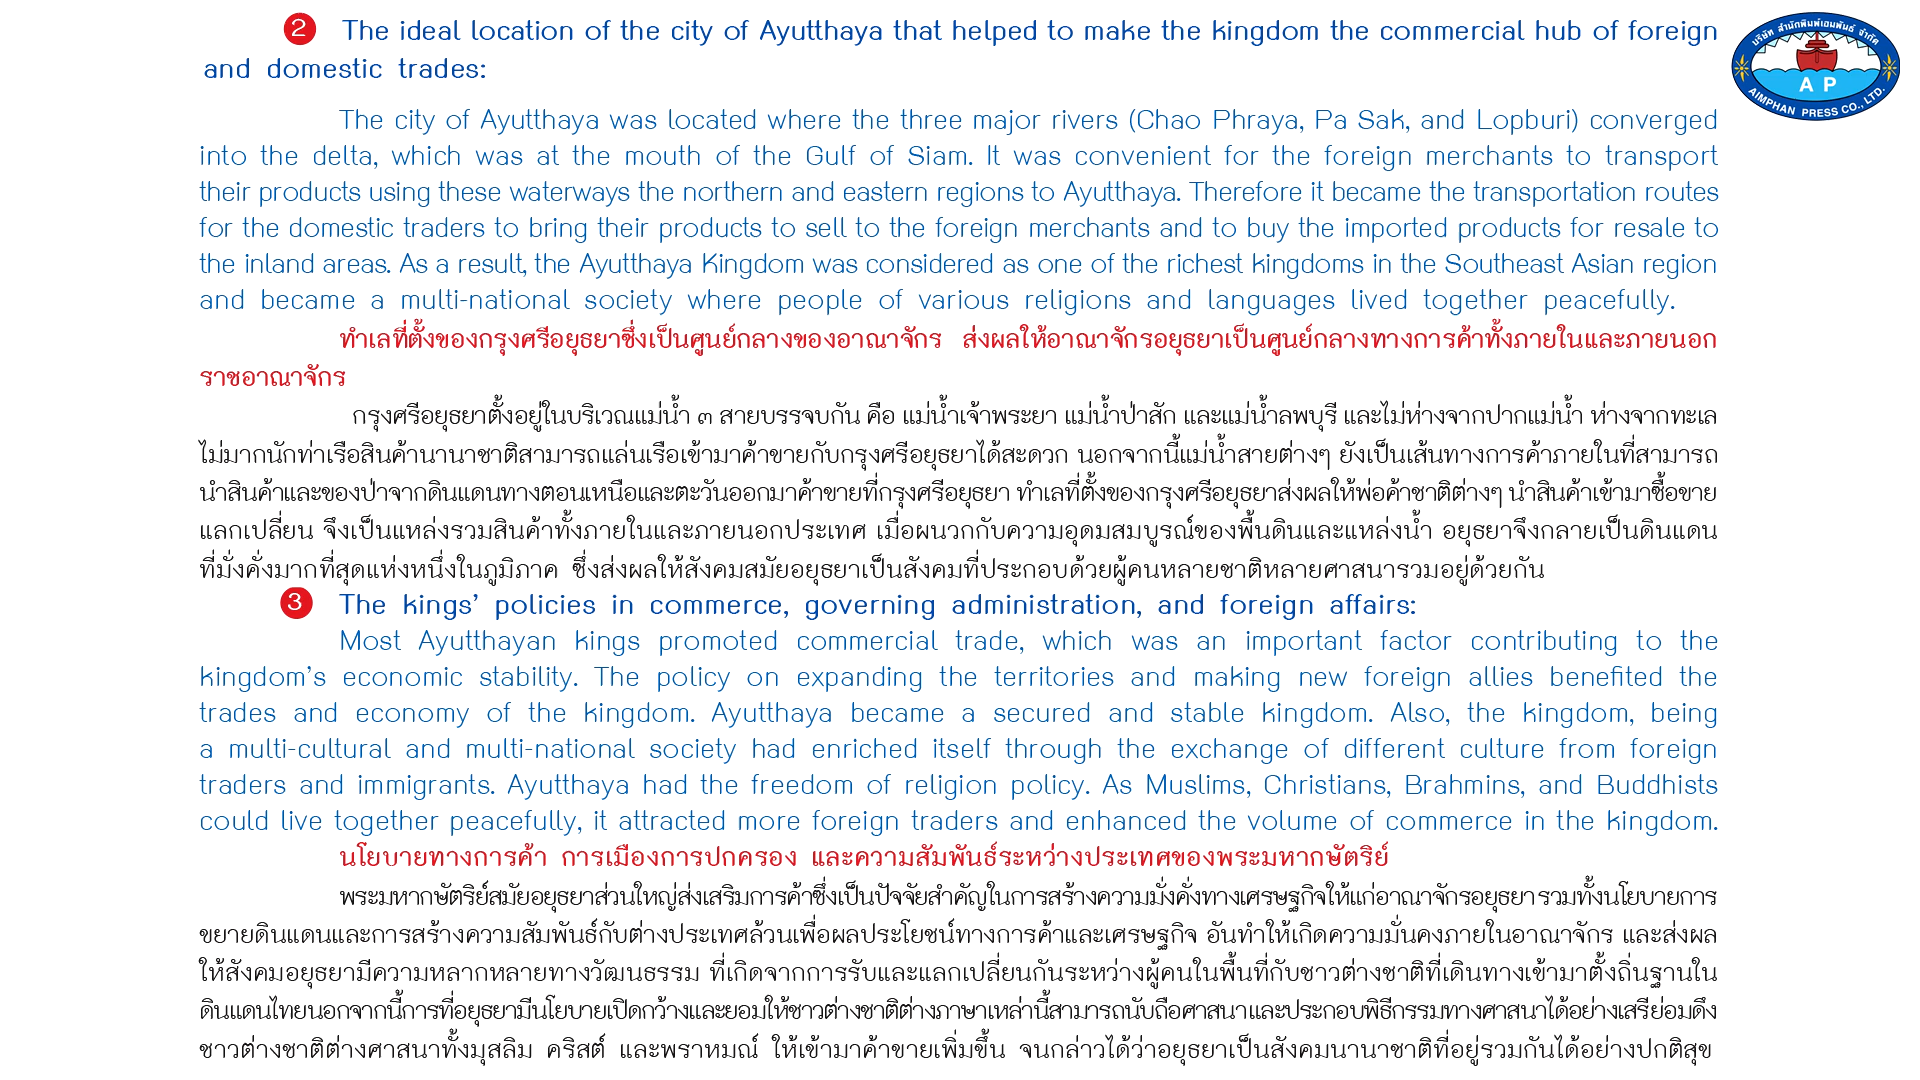 2 The ideal location of the city of Ayutthaya that helped to make the kingdom the commercial hub of foreign
and domestic trades:
บริษัท สำนักพิมพ์เอมพันธ์ จำกัด
A P
AIMPHAN PRESS CO., LTD.
The city of Ayutthaya was located where the three major rivers (Chao Phraya, Pa Sak, and Lopburi) converged
into the delta, which was at the mouth of the Gulf of Siam. It was convenient for the foreign merchants to transport
their products using these waterways the northern and eastern regions to Ayutthaya. Therefore it became the transportation routes
for the domestic traders to bring their products to sell to the foreign merchants and to buy the imported products for resale to
the inland areas. As a result, the Ayutthaya Kingdom was considered as one of the richest kingdoms in the Southeast Asian region
and became a multi-national society where people of various religions and languages lived together peacefully.
ทำเลที่ตั้งของกรุงศรีอยุธยาซึ่งเป็นศูนย์กลางของอาณาจักร ส่งผลให้อาณาจักรอยุธยาเป็นศูนย์กลางทางการค้าทั้งภายในและภายนอก
ราชอาณาจักร
กรุงศรีอยุธยาตั้งอยู่ในบริเวณแม่น้ำ ๓ สายบรรจบกัน คือ แม่น้ำเจ้าพระยา แม่น้ำป่าสัก และแม่น้ำลพบุรี และไม่ห่างจากปากแม่น้ำ ห่างจากทะเล
ไม่มากนักท่าเรือสินค้านานาชาติสามารถแล่นเรือเข้ามาค้าขายกับกรุงศรีอยุธยาได้สะดวก นอกจากนี้แม่น้ำสายต่างๆ ยังเป็นเส้นทางการค้าภายในที่สามารถ
นำสินค้าและของป่าจากดินแดนทางตอนเหนือและตะวันออกมาค้าขายที่กรุงศรีอยุธยา ทำเลที่ตั้งของกรุงศรีอยุธยาส่งผลให้พ่อค้าชาติต่างๆ นำสินค้าเข้ามาซื้อขาย
แลกเปลี่ยน จึงเป็นแหล่งรวมสินค้าทั้งภายในและภายนอกประเทศ เมื่อผนวกกับความอุดมสมบูรณ์ของพื้นดินและแหล่งน้ำ อยุธยาจึงกลายเป็นดินแดน
ที่มั่งคั่งมากที่สุดแห่งหนึ่งในภูมิภาค ซึ่งส่งผลให้สังคมสมัยอยุธยาเป็นสังคมที่ประกอบด้วยผู้คนหลายชาติหลายศาสนารวมอยู่ด้วยกัน
3 The kings’ policies in commerce, governing administration, and foreign affairs:
Most Ayutthayan kings promoted commercial trade, which was an important factor contributing to the
kingdom’s economic stability. The policy on expanding the territories and making new foreign allies benefited the
trades and economy of the kingdom. Ayutthaya became a secured and stable kingdom. Also, the kingdom, being
a multi-cultural and multi-national society had enriched itself through the exchange of different culture from foreign
traders and immigrants. Ayutthaya had the freedom of religion policy. As Muslims, Christians, Brahmins, and Buddhists
could live together peacefully, it attracted more foreign traders and enhanced the volume of commerce in the kingdom.
นโยบายทางการค้า การเมืองการปกครอง และความสัมพันธ์ระหว่างประเทศของพระมหากษัตริย์
พระมหากษัตริย์สมัยอยุธยาส่วนใหญ่ส่งเสริมการค้าซึ่งเป็นปัจจัยสำคัญในการสร้างความมั่งคั่งทางเศรษฐกิจให้แก่อาณาจักรอยุธยา รวมทั้งนโยบายการ
ขยายดินแดนและการสร้างความสัมพันธ์กับต่างประเทศล้วนเพื่อผลประโยชน์ทางการค้าและเศรษฐกิจ อันทำให้เกิดความมั่นคงภายในอาณาจักร และส่งผล
ให้สังคมอยุธยามีความหลากหลายทางวัฒนธรรม ที่เกิดจากการรับและแลกเปลี่ยนกันระหว่างผู้คนในพื้นที่กับชาวต่างชาติที่เดินทางเข้ามาตั้งถิ่นฐานใน
ดินแดนไทยนอกจากนี้การที่อยุธยามีนโยบายเปิดกว้างและยอมให้ชาวต่างชาติต่างภาษาเหล่านี้สามารถนับถือศาสนาและประกอบพิธีกรรมทางศาสนาได้อย่างเสรีย่อมดึง
ชาวต่างชาติต่างศาสนาทั้งมุสลิม คริสต์ และพราหมณ์ ให้เข้ามาค้าขายเพิ่มขึ้น จนกล่าวได้ว่าอยุธยาเป็นสังคมนานาชาติที่อยู่รวมกันได้อย่างปกติสุข